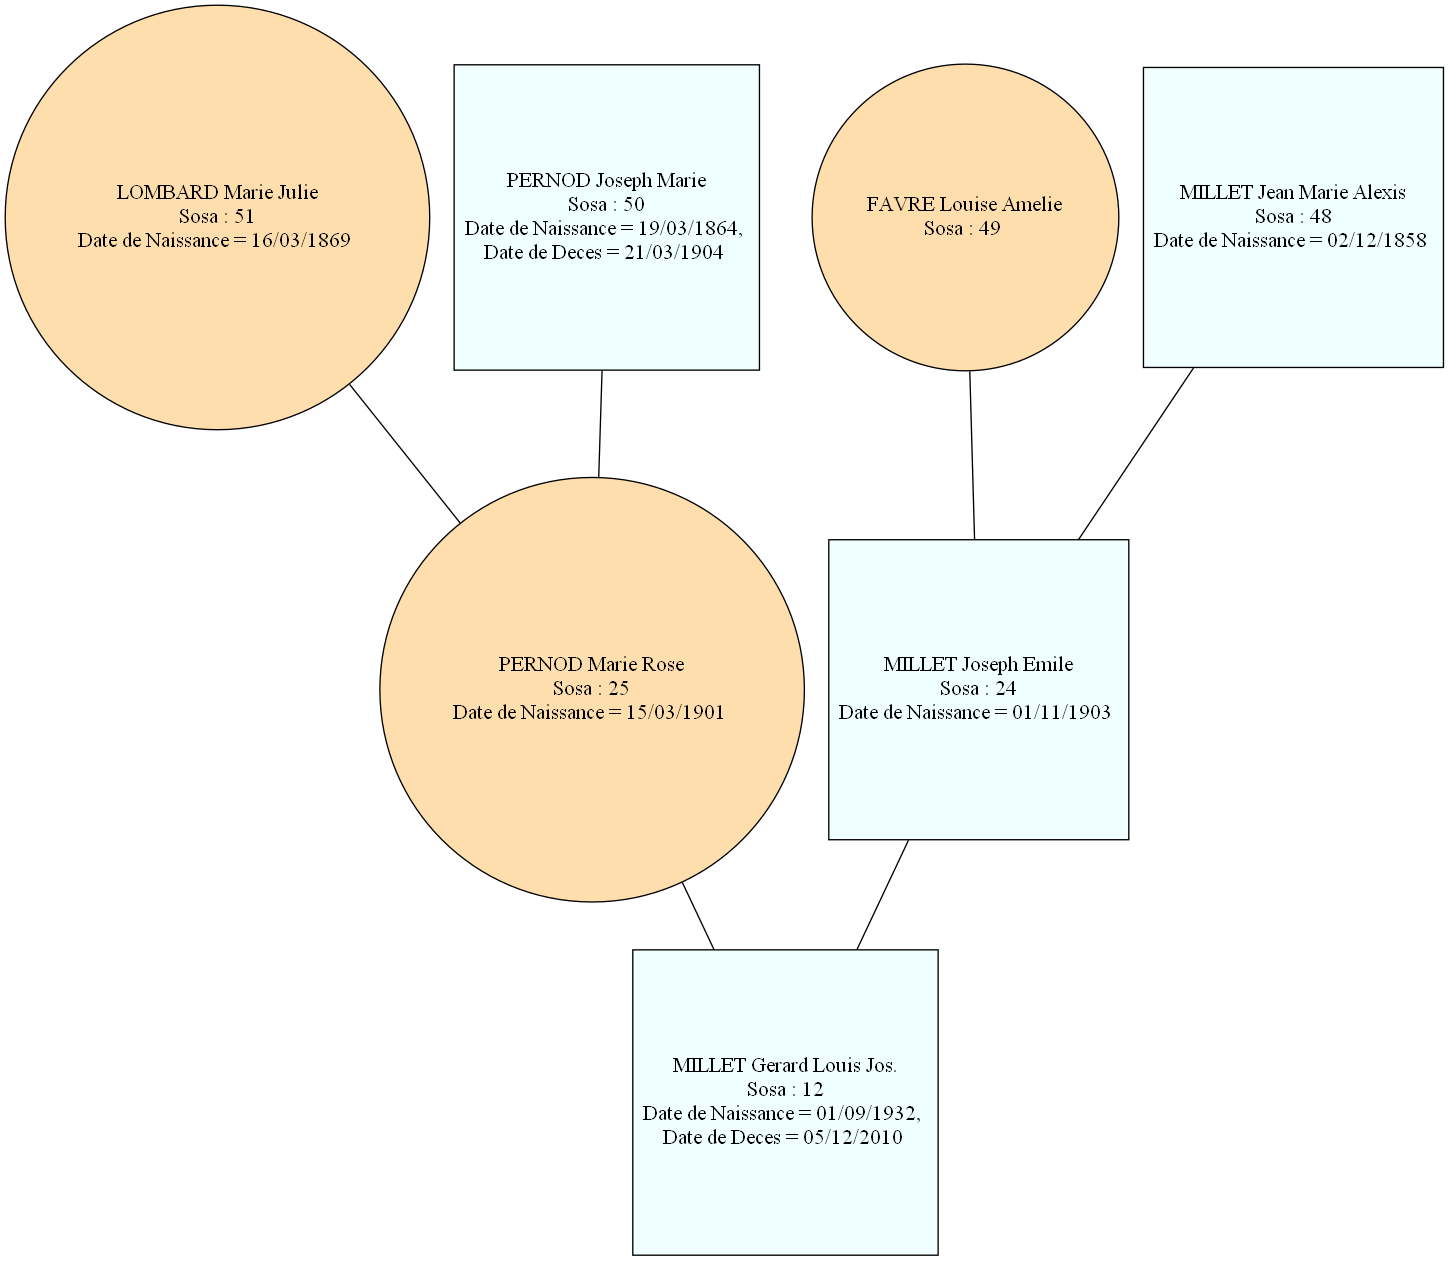 LOMBARD Marie Julie
Sosa : 51
Date de Naissance = 16/03/1869
PERNOD Joseph Marie
Sosa : 50
Date de Naissance = 19/03/1864,
Date de Deces = 21/03/1904
FAVRE Louise Amelie
Sosa : 49
MILLET Jean Marie Alexis
Sosa : 48
Date de Naissance = 02/12/1858
PERNOD Marie Rose
Sosa : 25
Date de Naissance = 15/03/1901
MILLET Joseph Emile
Sosa : 24
Date de Naissance = 01/11/1903
MILLET Gerard Louis Jos.
Sosa : 12
Date de Naissance = 01/09/1932,
Date de Deces = 05/12/2010